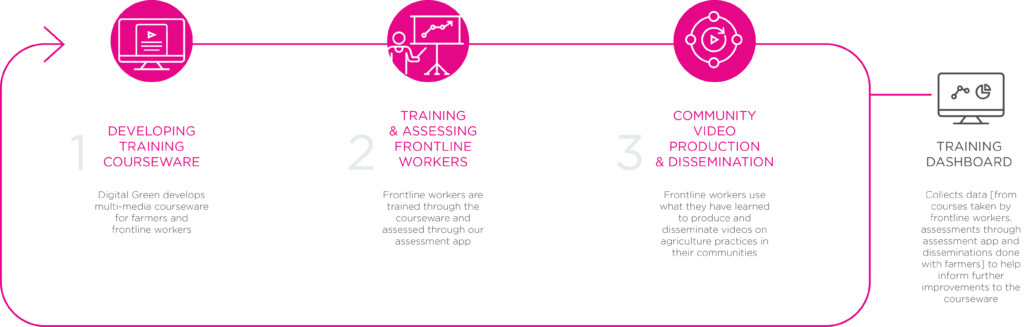 1
DEVELOPING
TRAINING
COURSEWARE
Digital Green develops
multi-media courseware
for farmers and
frontline workers
2
TRAINING
& ASSESSING
FRONTLINE
WORKERS
Frontline workers are
trained through the
courseware and
assessed through our
assessment app
3
COMMUNITY
VIDEO
PRODUCTION
& DISSEMINATION
Frontline workers use
what they have learned
to produce and
disseminate videos on
agriculture practices in
their communities
TRAINING
DASHBOARD
Collects data [from
courses taken by
frontline workers,
assessments through
assessment app and
disseminations done
with farmers] to help
inform further
improvements to the
courseware